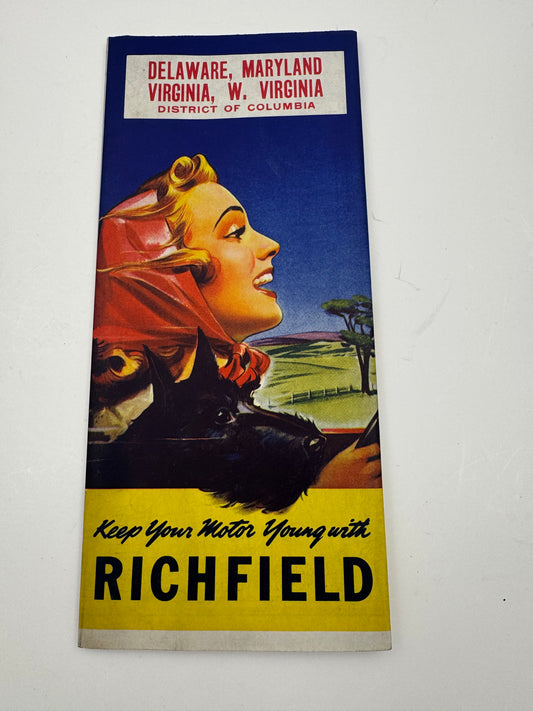 DELAWARE, MARYLAND
VIRGINIA, W. VIRGINIA
DISTRICT OF COLUMBIA
Keep Your Motor Young with
RICHFIELD